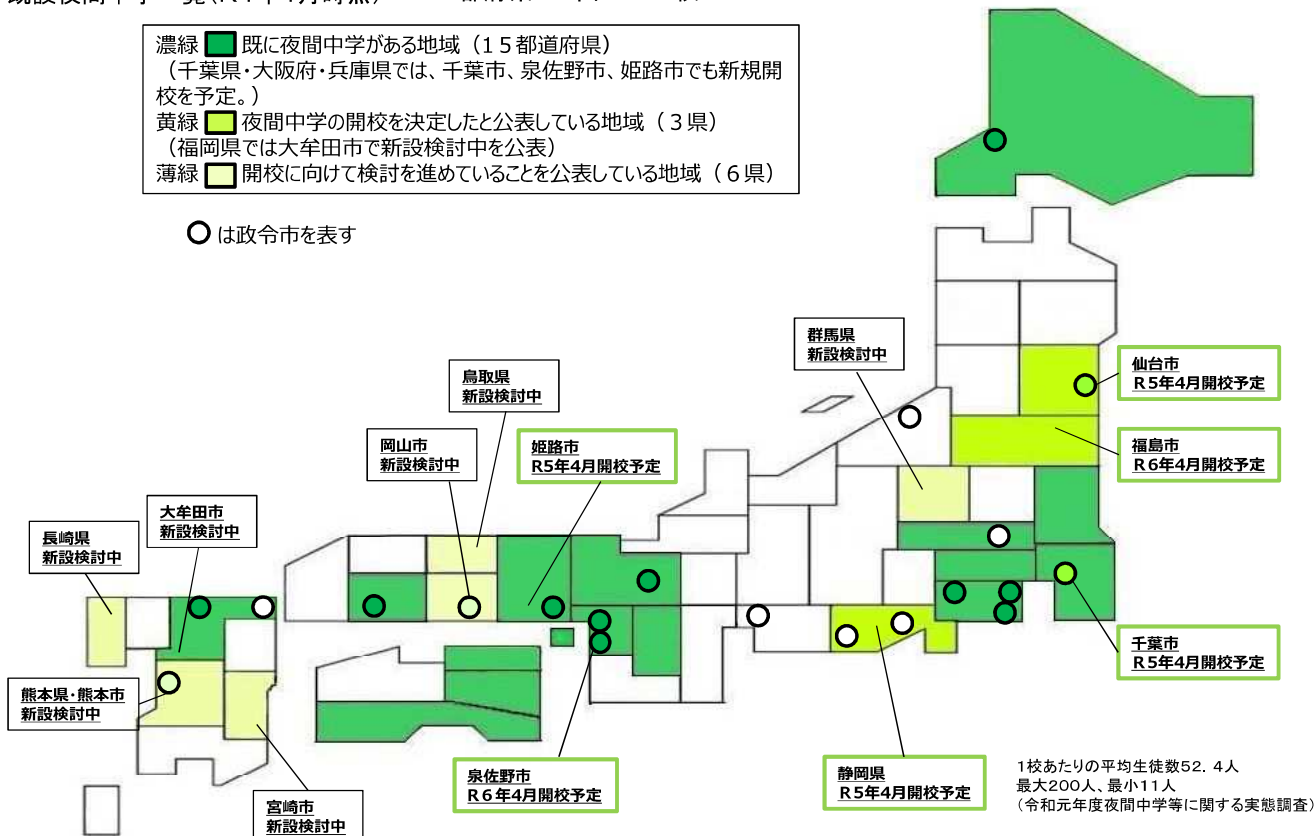 濃緑 既に夜間中学がある地域（１５都道府県）
（千葉県・大阪府・兵庫県では、千葉市、泉佐野市、姫路市でも新規開
校を予定。）
黄緑 夜間中学の開校を決定したと公表している地域（３県）
（福岡県では大牟田市で新設検討中を公表）
薄緑 開校に向けて検討を進めていることを公表している地域（６県）
は政令市を表す
群馬県
新設検討中
仙台市
Ｒ５年４月開校予定
鳥取県
新設検討中
岡山市
新設検討中
姫路市
R5年４月開校予定
福島市
Ｒ６年４月開校予定
大牟田市
新設検討中
長崎県
新設検討中
千葉市
Ｒ５年４月開校予定
熊本県・熊本市
新設検討中
泉佐野市
Ｒ６年４月開校予定
静岡県
Ｒ５年４月開校予定
宮崎市
新設検討中
１校あたりの平均生徒数５２．４人
最大２００人、最小１１人
（令和元年度夜間中学等に関する実態調査）